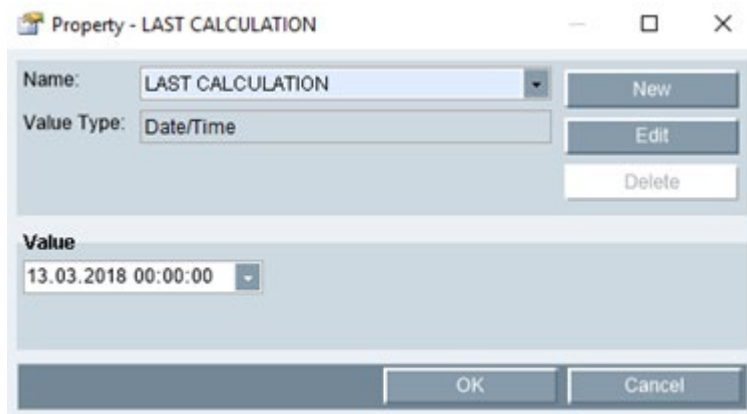 Property - LAST CALCULATION
Name: LAST CALCULATION New
Value Type: Date/Time Edit
Delete
Value
13.03.2018 00:00:00
OK Cancel